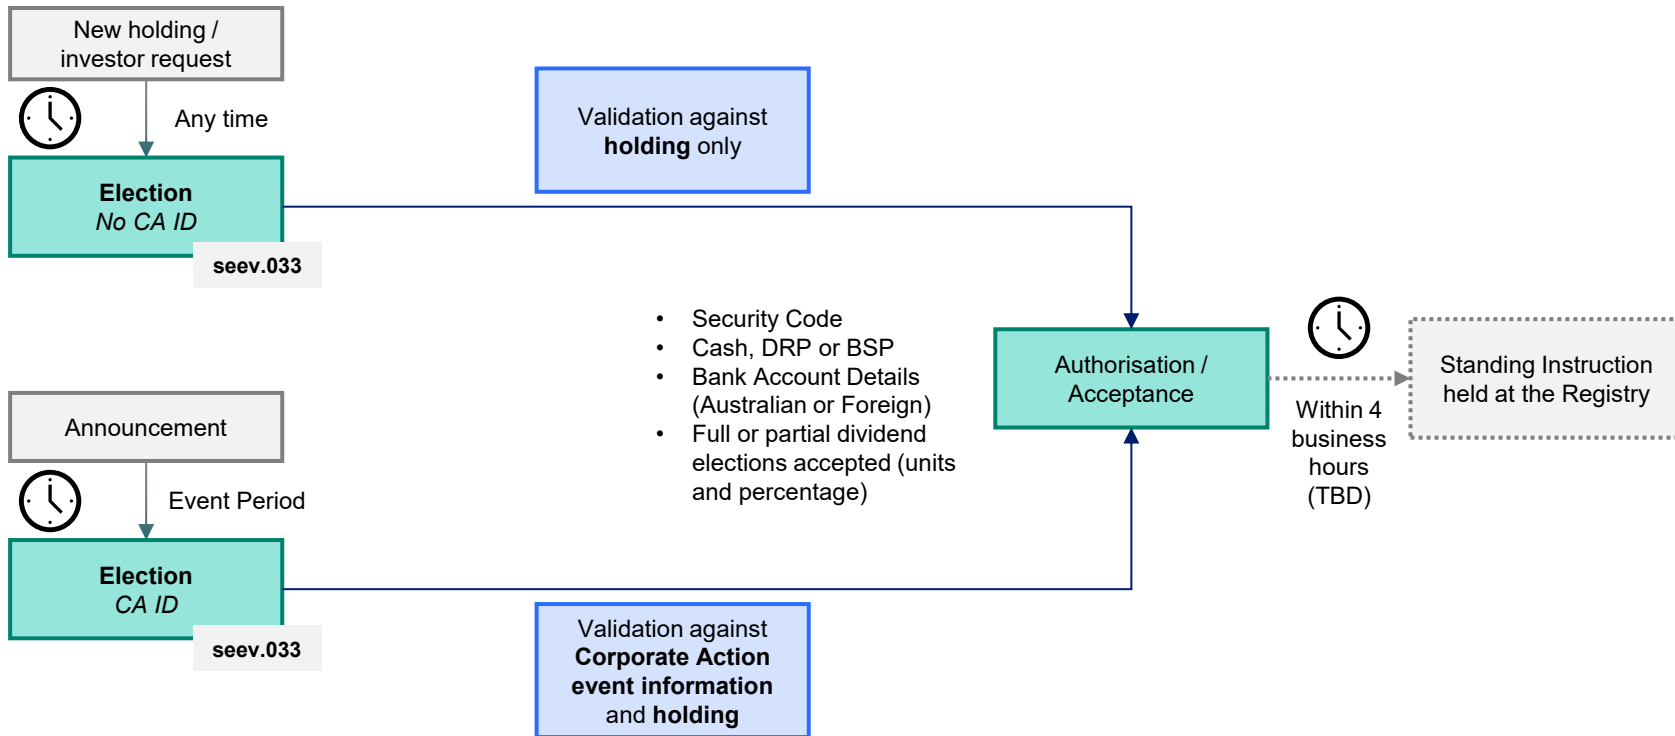 New holding /
investor request
Any time
Election
No CA ID
seev.033
Validation against
holding only
• Security Code
• Cash, DRP or BSP
• Bank Account Details
(Australian or Foreign)
• Full or partial dividend
elections accepted (units
and percentage)
Authorisation /
Acceptance
Within 4
business
hours
(TBD)
Standing Instruction
held at the Registry
Announcement
Event Period
Election
CA ID
seev.033
Validation against
Corporate Action
event information
and holding